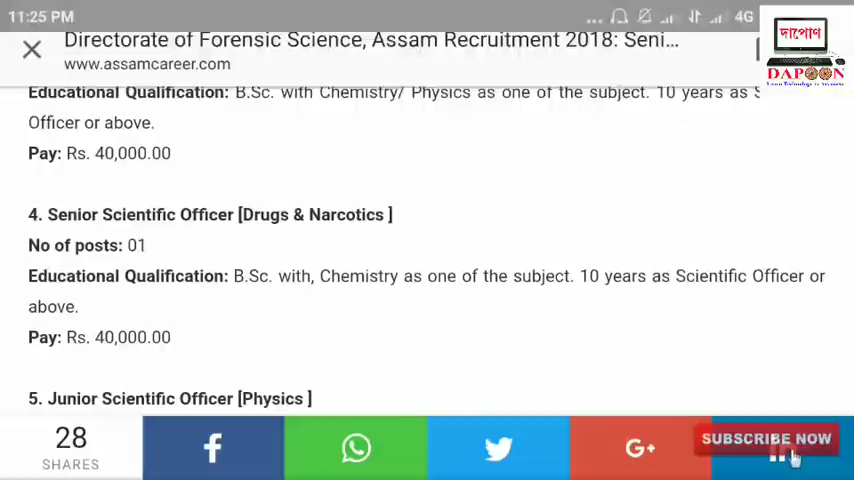 11:25 PM
... 4G
দাপোণ
DAPOON
Directorate of Forensic Science, Assam Recruitment 2018: Seni...
www.assamcareer.com
Educational Qualification: B.Sc. with Chemistry/ Physics as one of the subject. 10 years as S
Officer or above.
Pay: Rs. 40,000.00
4. Senior Scientific Officer [Drugs & Narcotics ]
No of posts: 01
Educational Qualification: B.Sc. with, Chemistry as one of the subject. 10 years as Scientific Officer or
above.
Pay: Rs. 40,000.00
5. Junior Scientific Officer [Physics ]
28
SHARES
f
G+
SUBSCRIBE NOW